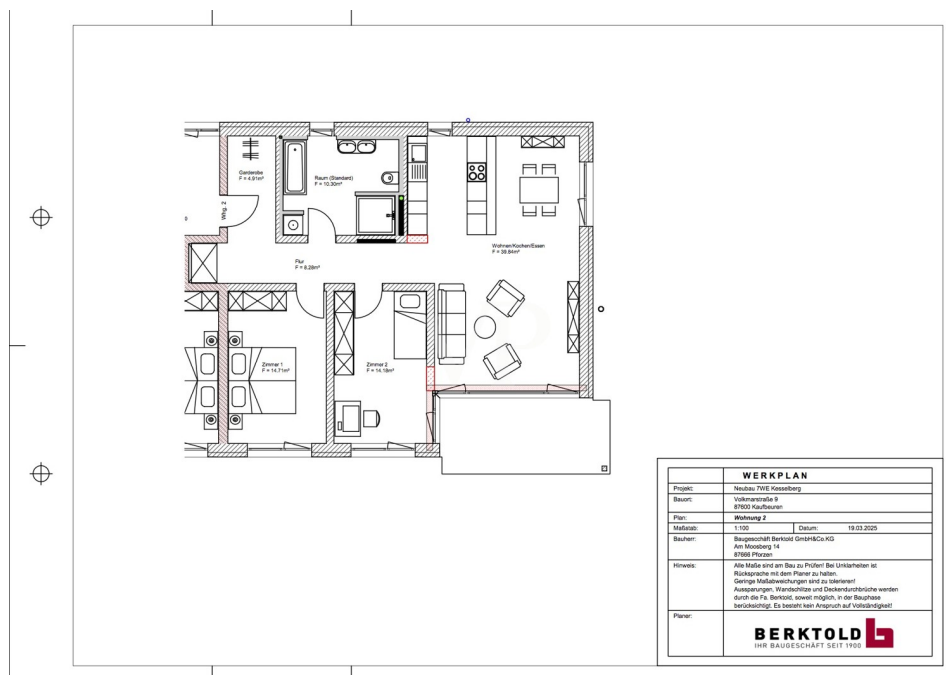 Garderobe
F = 4.91m²
Raum (Standard)
F = 10.30m²
Whg. 2
Wohnen/Kochen/Essen
F = 39.84m²
Flur
F = 8.28m²
Zimmer 1
F = 14.71m²
Zimmer 2
F = 14.18m²
WERKPLAN
Projekt: Neubau 7WE Kesselberg
Bauort: Volkmarstraße 9
87600 Kaufbeuren
Plan: Wohnung 2
Maßstab: 1:100 Datum: 19.03.2025
Bauherr: Baugeschäft Berktold GmbH&Co.KG
Am Moosberg 14
87666 Pforzen
Hinweis: Alle Maße sind am Bau zu Prüfen! Bei Unklarheiten ist
Rücksprache mit dem Planer zu halten.
Geringe Maßabweichungen sind zu tolerieren!
Aussparungen, Wandschlitze und Deckendurchbrüche werden
durch die Fa. Berktold, soweit möglich, in der Bauphase
berücksichtigt. Es besteht kein Anspruch auf Vollständigkeit!
Planer:
BERKTOLD
IHR BAUGESCHÄFT SEIT 1900